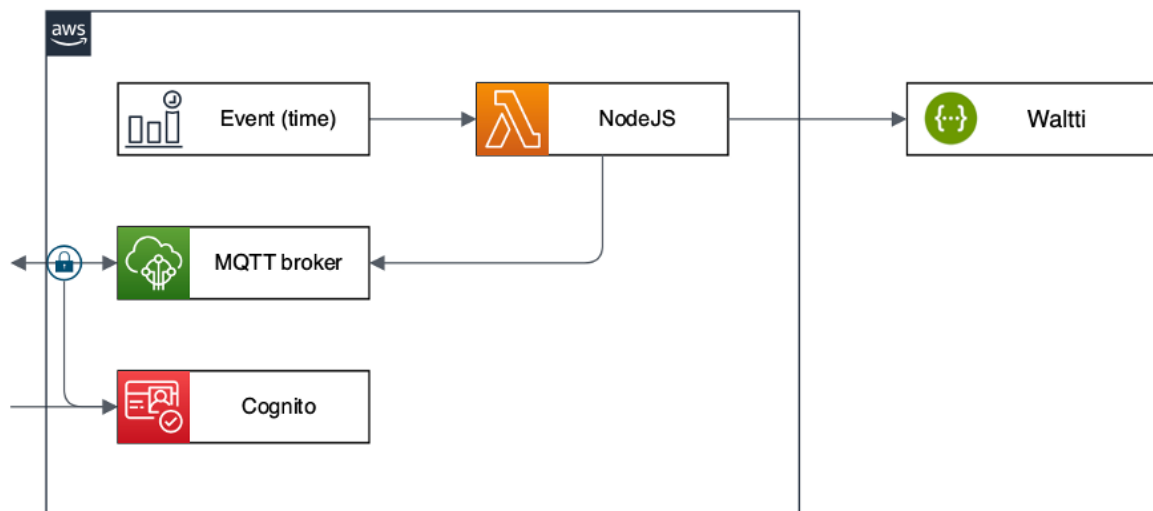 aws
Event (time)
NodeJS
Waltti
MQTT broker
Cognito